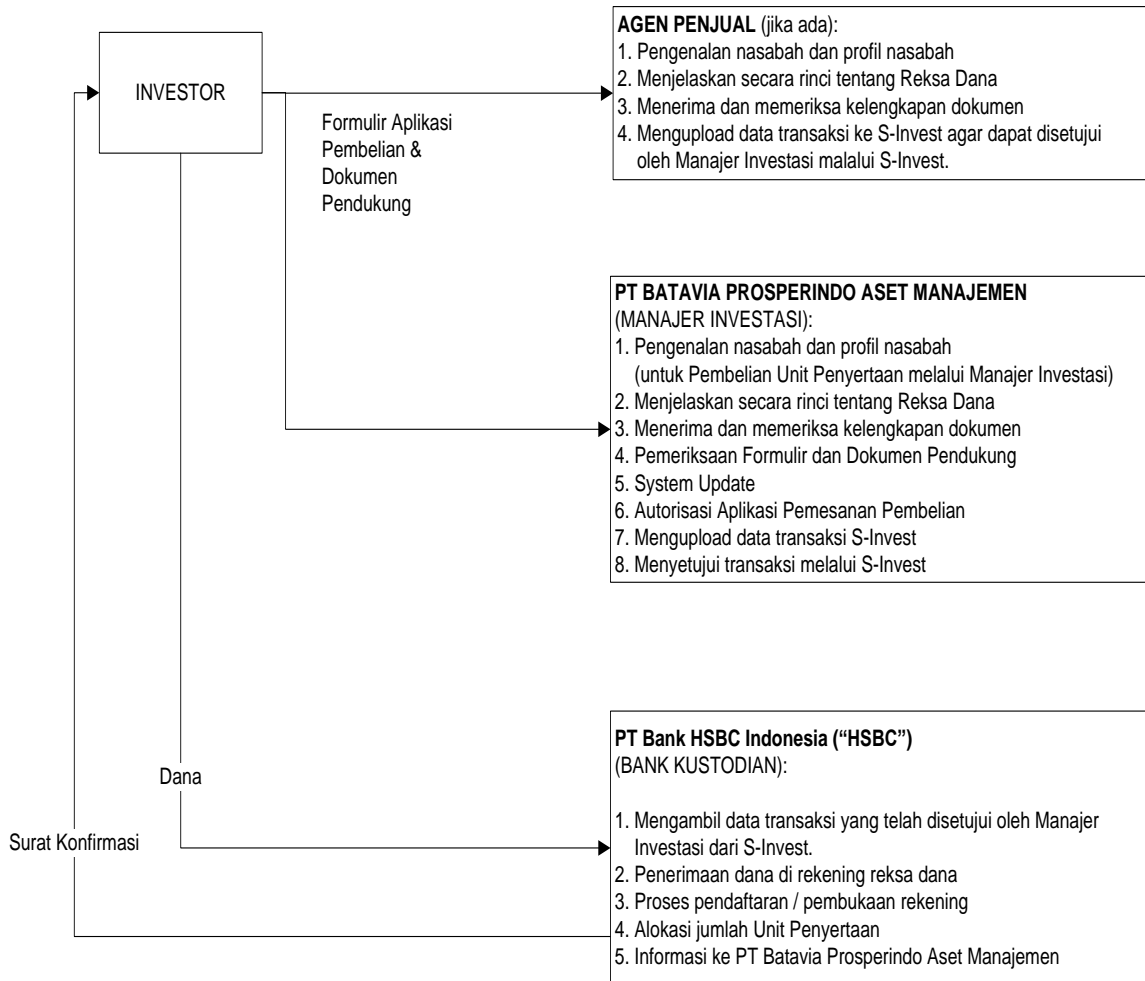 INVESTOR
Formulir Aplikasi
Pembelian &
Dokumen
Pendukung
AGEN PENJUAL (jika ada):
1. Pengenalan nasabah dan profil nasabah
2. Menjelaskan secara rinci tentang Reksa Dana
3. Menerima dan memeriksa kelengkapan dokumen
4. Mengupload data transaksi ke S-Invest agar dapat disetujui
oleh Manajer Investasi malalui S-Invest.
PT BATAVIA PROSPERINDO ASET MANAJEMEN
(MANAJER INVESTASI):
1. Pengenalan nasabah dan profil nasabah
(untuk Pembelian Unit Penyertaan melalui Manajer Investasi)
2. Menjelaskan secara rinci tentang Reksa Dana
3. Menerima dan memeriksa kelengkapan dokumen
4. Pemeriksaan Formulir dan Dokumen Pendukung
5. System Update
6. Autorisasi Aplikasi Pemesanan Pembelian
7. Mengupload data transaksi S-Invest
8. Menyetujui transaksi melalui S-Invest
Dana
Surat Konfirmasi
PT Bank HSBC Indonesia (“HSBC”)
(BANK KUSTODIAN):
1. Mengambil data transaksi yang telah disetujui oleh Manajer
Investasi dari S-Invest.
2. Penerimaan dana di rekening reksa dana
3. Proses pendaftaran / pembukaan rekening
4. Alokasi jumlah Unit Penyertaan
5. Informasi ke PT Batavia Prosperindo Aset Manajemen